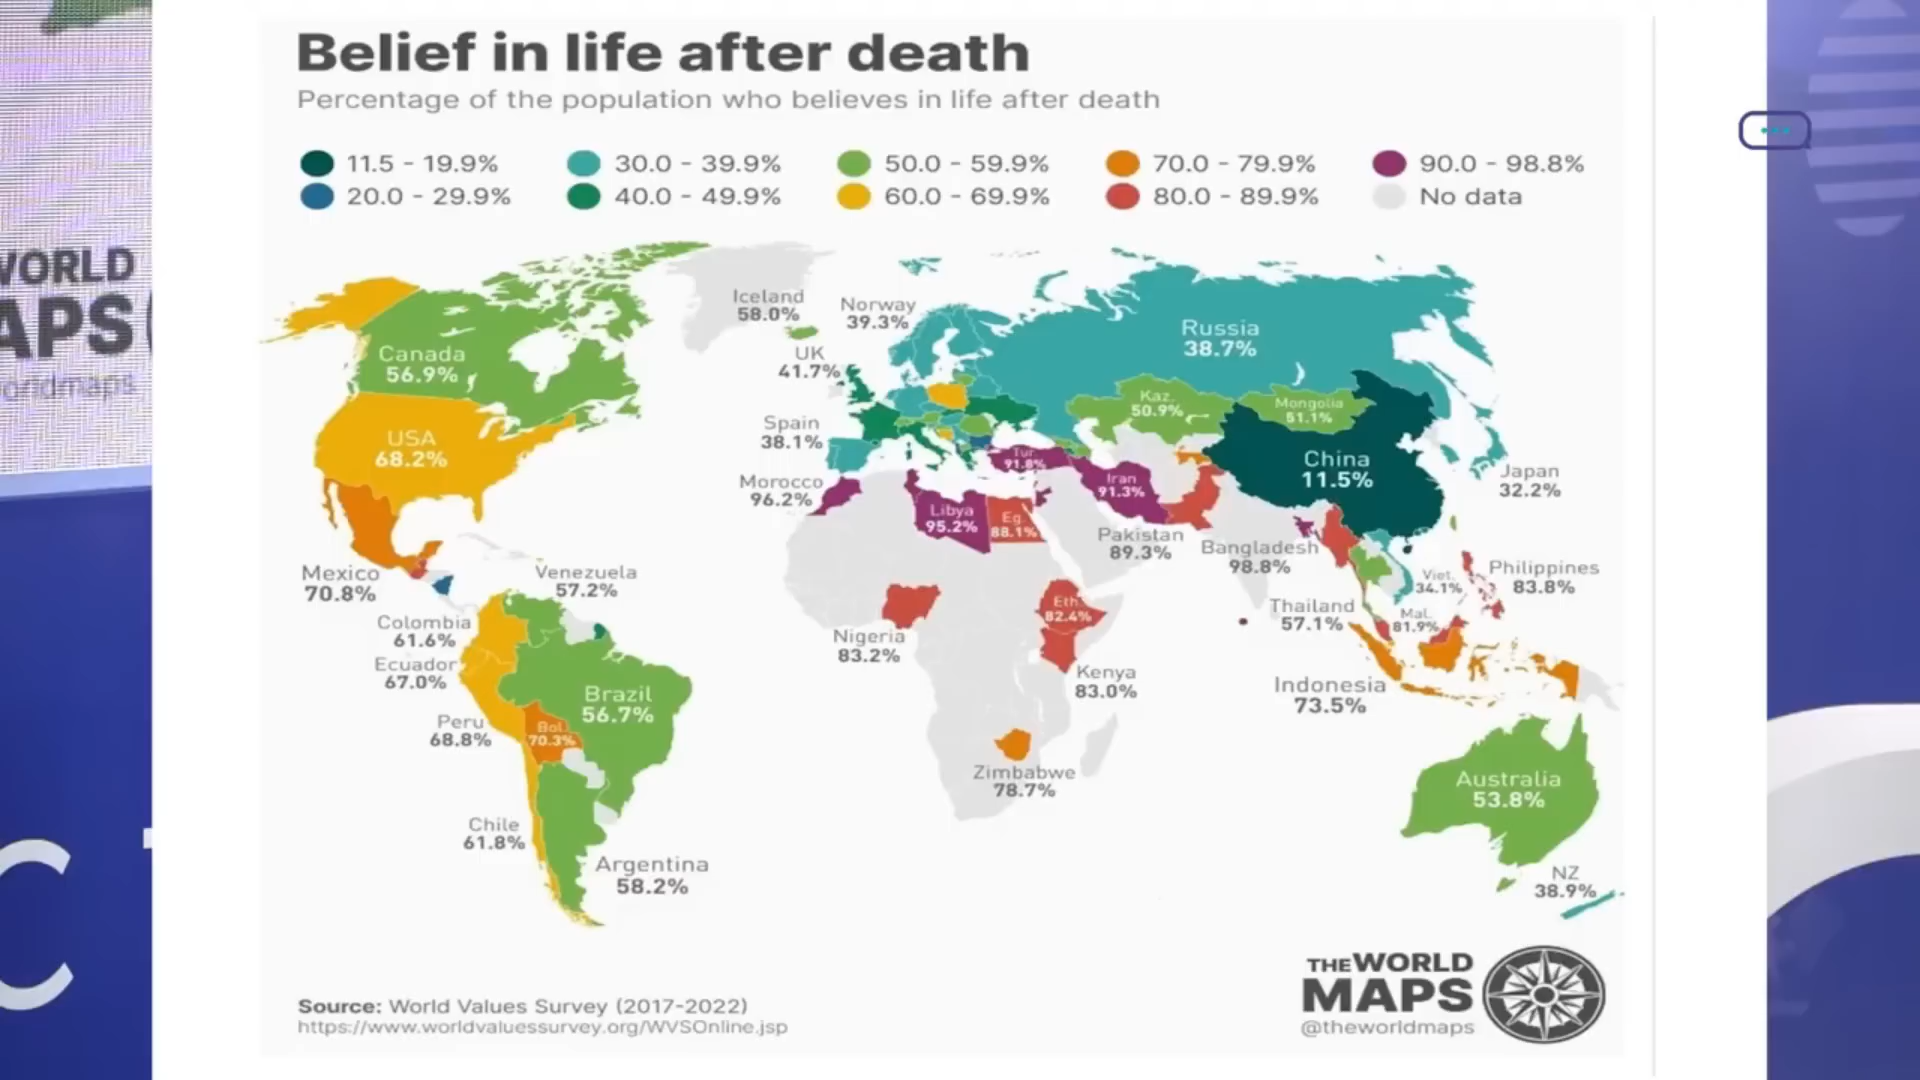 Belief in life after death
Percentage of the population who believes in life after death
11.5 - 19.9%
30.0 - 39.9%
50.0 - 59.9%
70.0 - 79.9%
90.0 - 98.8%
20.0 - 29.9%
40.0 - 49.9%
60.0 - 69.9%
80.0 - 89.9%
No data
WORLD
APS
Iceland
58.0%
Norway
39.3%
Russia
38.7%
Canada
56.9%
UK
41.7%
Kaz.
50.9%
Mongolia
51.1%
USA
68.2%
Spain
38.1%
Tur.
91.8%
China
11.5%
Japan
32.2%
Morocco
96.2%
Libya
95.2%
Eg.
88.1%
Iran
91.3%
Pakistan
89.3%
Bangladesh
98.8%
Mexico
70.8%
Venezuela
57.2%
Viet.
34.1%
Philippines
83.8%
Colombia
61.6%
Nigeria
83.2%
Eth.
82.4%
Thailand
57.1%
Mal.
81.9%
Ecuador
67.0%
Kenya
83.0%
Indonesia
73.5%
Brazil
56.7%
Peru
68.8%
Bol.
70.3%
Zimbabwe
78.7%
Australia
53.8%
Chile
61.8%
Argentina
58.2%
NZ
38.9%
Source: World Values Survey (2017-2022)
https://www.worldvaluessurvey.org/WVSOnline.jsp
THE WORLD
MAPS
@theworldmaps